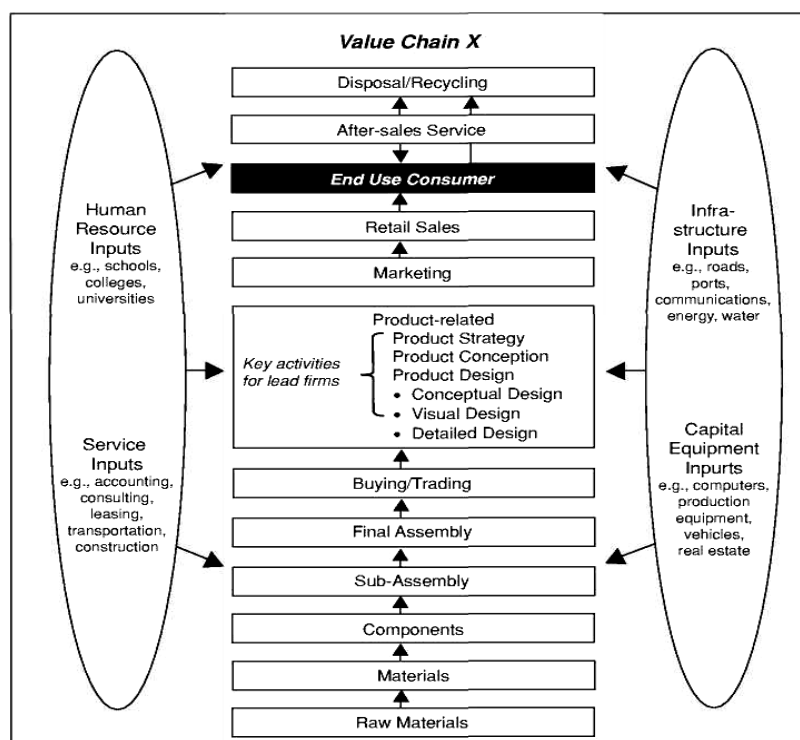 Value Chain X
Disposal/Recycling
After-sales Service
End Use Consumer
Retail Sales
Marketing
Product-related
Product Strategy
Product Conception
Product Design
• Conceptual Design
• Visual Design
• Detailed Design
Key activities
for lead firms
Buying/Trading
Final Assembly
Sub-Assembly
Components
Materials
Raw Materials
Human
Resource
Inputs
e.g., schools,
colleges,
universities
Service
Inputs
e.g., accounting,
consulting,
leasing,
transportation,
construction
Infra-
structure
Inputs
e.g., roads,
ports,
communications,
energy, water
Capital
Equipment
Inpurts
e.g., computers,
production
equipment,
vehicles,
real estate